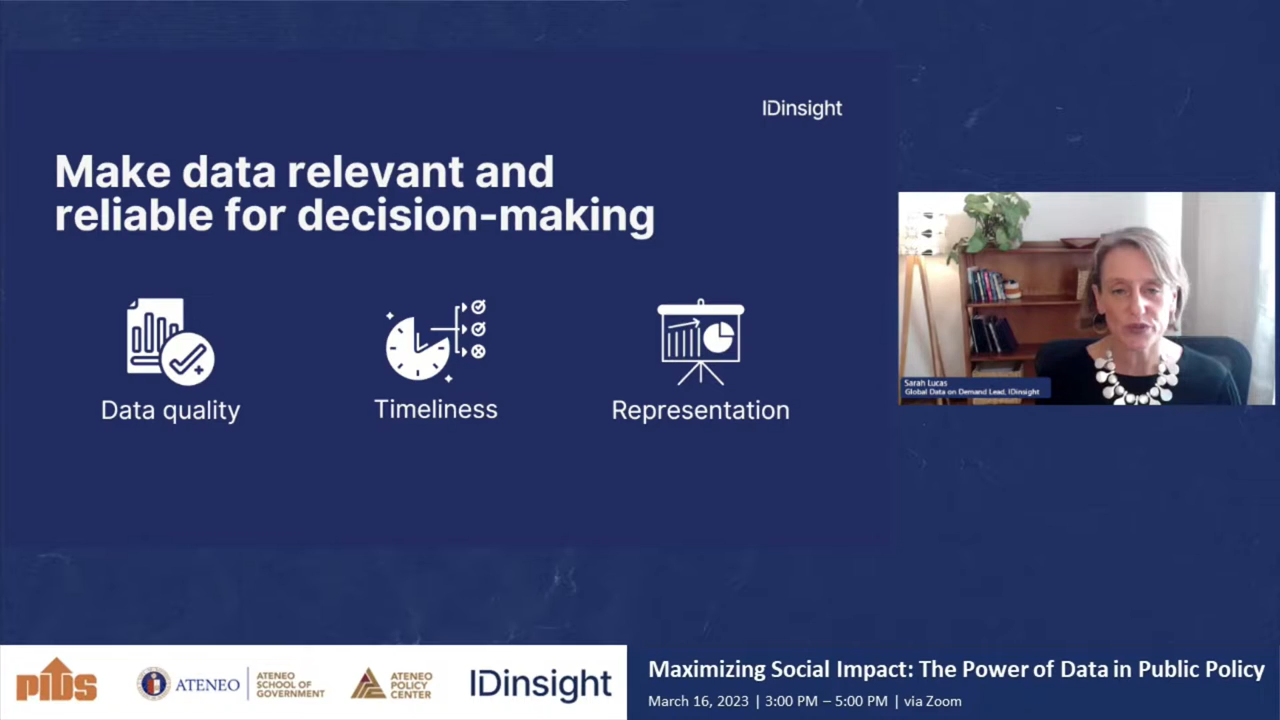 IDinsight
Make data relevant and
reliable for decision-making
Data quality
Timeliness
Representation
Sarah Lucas
Global Data on Demand Lead, IDinsight
pids
ATENEO
ATENEO
SCHOOL OF
GOVERNMENT
ATENEO
POLICY
CENTER
IDinsight
Maximizing Social Impact: The Power of Data in Public Policy
March 16, 2023 | 3:00 PM – 5:00 PM | via Zoom